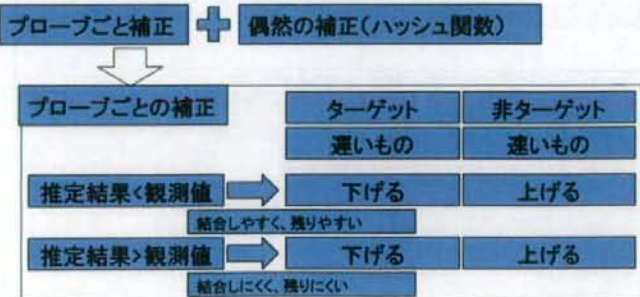 プローブごと補正 + 偶然の補正(ハッシュ関数)
プローブごとの補正 ターゲット 非ターゲット
遅いもの 速いもの
推定結果<観測値 下げる 上げる
結合しやすく、残りやすい
推定結果>観測値 下げる 上げる
結合しにくく、残りにくい